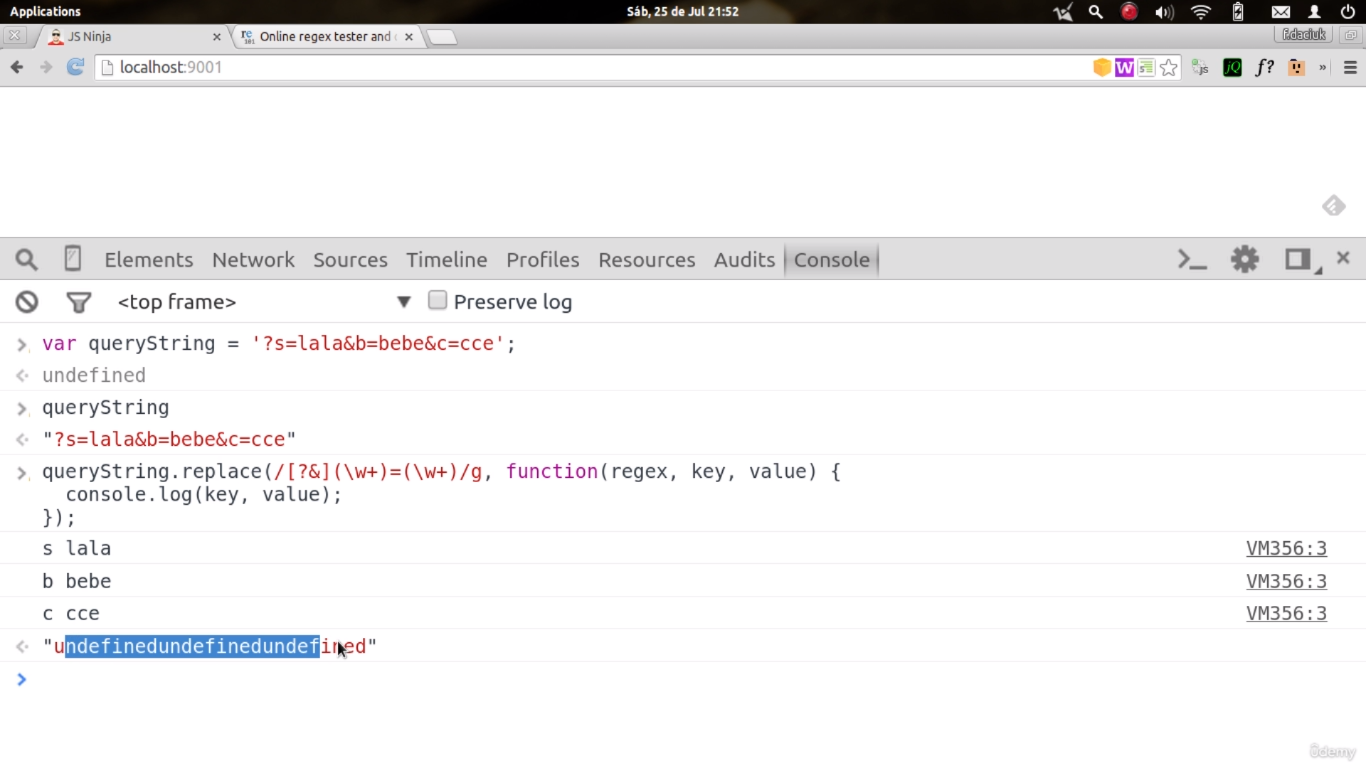 Applications
Sáb, 25 de Jul 21:52
JS Ninja
Online regex tester and
f.daciuk
localhost:9001
f?
Elements Network Sources Timeline Profiles Resources Audits Console
<top frame> ▼ Preserve log
var queryString = '?s=lala&b=bebe&c=cce';
undefined
queryString
"?s=lala&b=bebe&c=cce"
queryString.replace(/[?&](\w+)=(\w+)/g, function(regex, key, value) {
console.log(key, value);
});
s lala VM356:3
b bebe VM356:3
c cce VM356:3
"undefinedundefinedundefined"
ûdemy